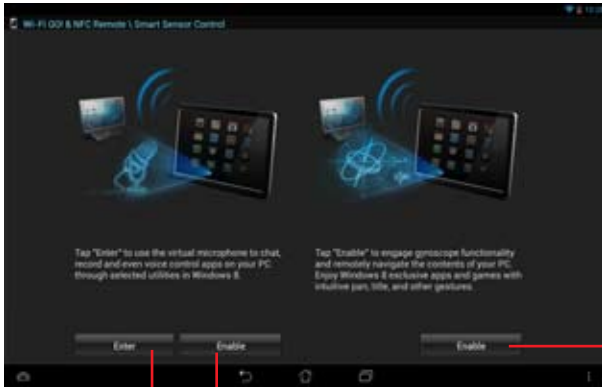 Wi-Fi GO! & NFC Remote \ Smart Sensor Control
Tap "Enter" to use the virtual microphone to chat,
record and even voice control apps on your PC
through selected utilities in Windows 8.
Tap "Enable" to engage gyroscope functionality
and remotely navigate the contents of your PC.
Enjoy Windows 8 exclusive apps and games with
intuitive pan, title, and other gestures.
Enter
Enable
Enable